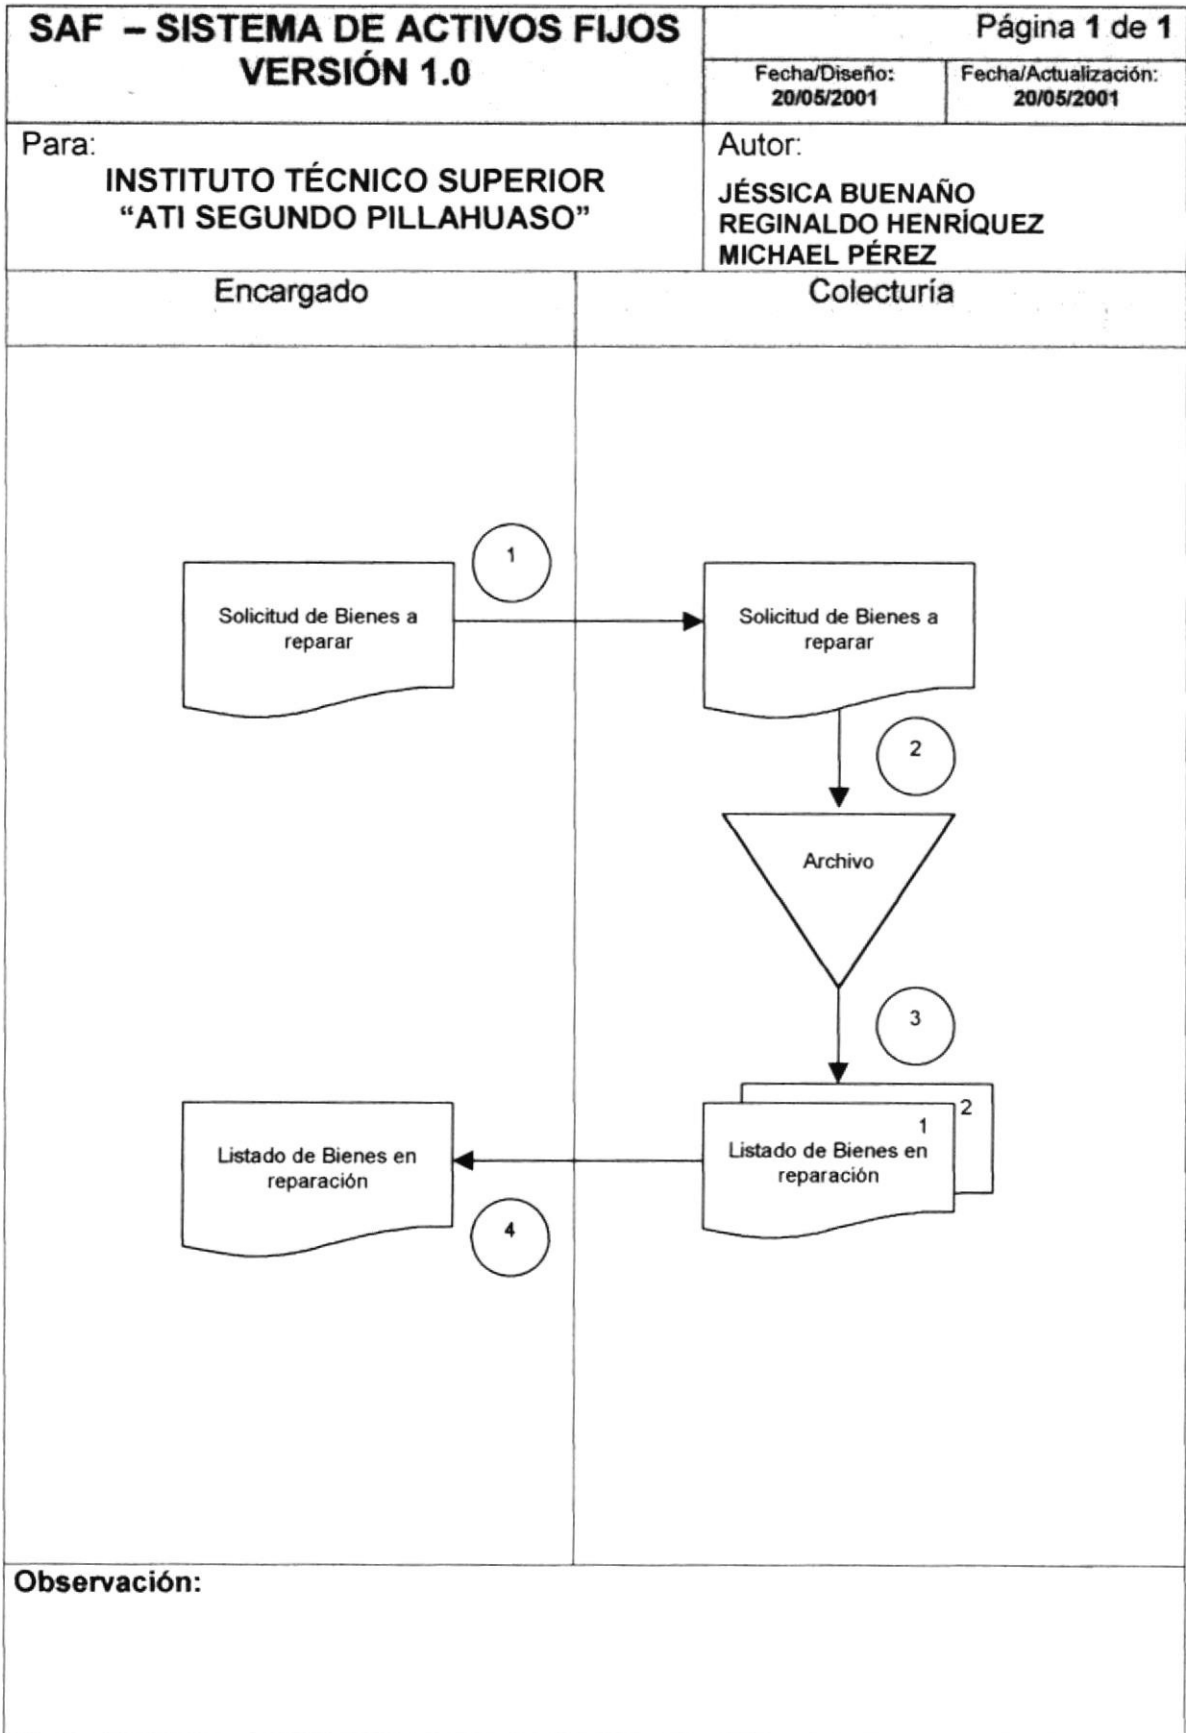 SAF – SISTEMA DE ACTIVOS FIJOS
VERSIÓN 1.0
Página 1 de 1
Fecha/Diseño:
20/05/2001
Fecha/Actualización:
20/05/2001
Para:
INSTITUTO TÉCNICO SUPERIOR
“ATI SEGUNDO PILLAHUASO”
Autor:
JÉSSICA BUENAÑO
REGINALDO HENRÍQUEZ
MICHAEL PÉREZ
Encargado
Colecturía
1
Solicitud de Bienes a
reparar
Solicitud de Bienes a
reparar
2
Archivo
3
2
1
Listado de Bienes en
reparación
Listado de Bienes en
reparación
4
Observación: